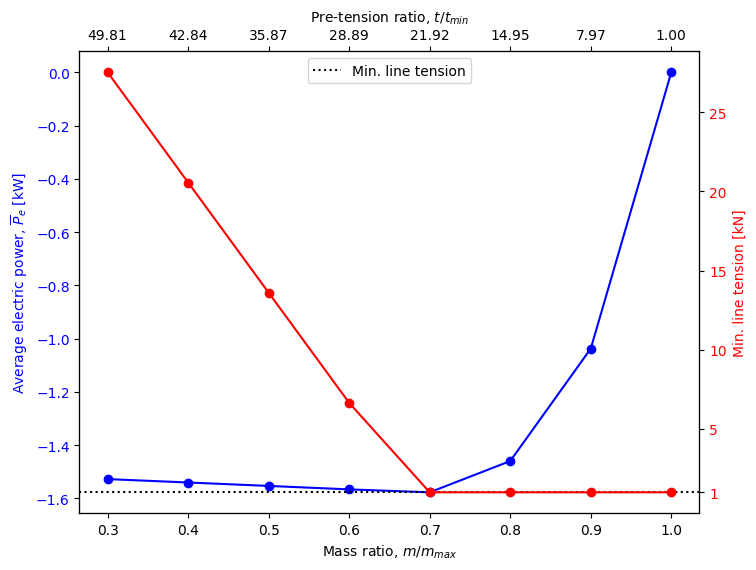 Pre-tension ratio, t/t_min
49.81 42.84 35.87 28.89 21.92 14.95 7.97 1.00
Min. line tension
Average electric power, P̅_e [kW]
0.0
−0.2
−0.4
−0.6
−0.8
−1.0
−1.2
−1.4
−1.6
25
20
15
10
5
1
Min. line tension [kN]
0.3 0.4 0.5 0.6 0.7 0.8 0.9 1.0
Mass ratio, m/m_max